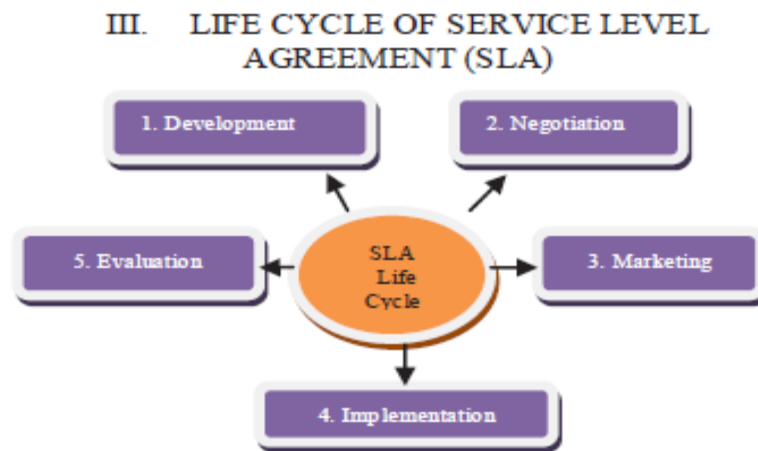 III. LIFE CYCLE OF SERVICE LEVEL
AGREEMENT (SLA)
1. Development
2. Negotiation
5. Evaluation
SLA
Life
Cycle
3. Marketing
4. Implementation